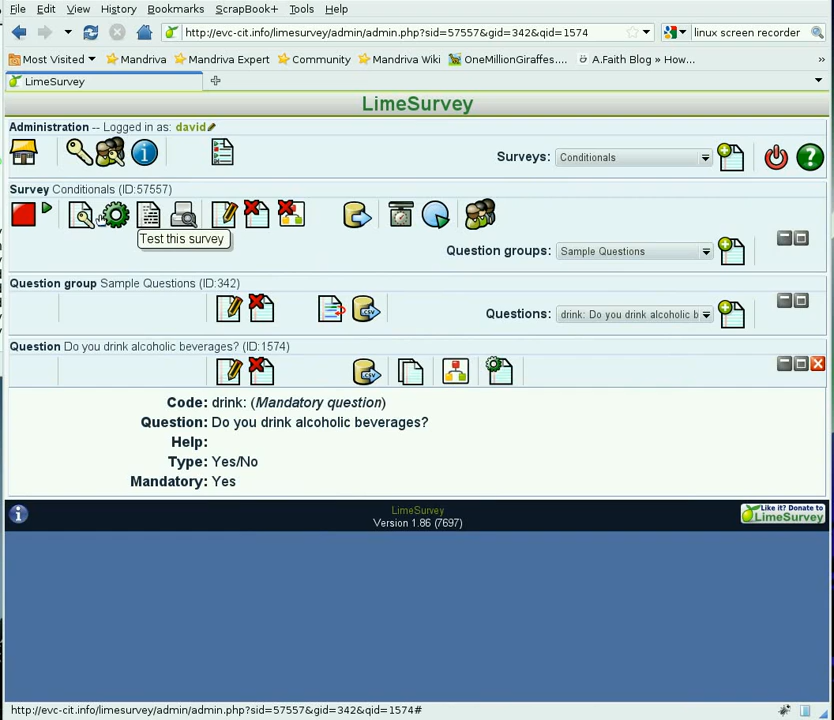 File Edit View History Bookmarks ScrapBook+ Tools Help
http://evc-cit.info/limesurvey/admin/admin.php?sid=57557&gid=342&qid=1574
linux screen recorder
Most Visited Mandriva Mandriva Expert Community Mandriva Wiki OneMillionGiraffes.... A.Faith Blog » How...
LimeSurvey
LimeSurvey
Administration -- Logged in as: david
Surveys: Conditionals
Survey Conditionals (ID:57557)
Test this survey
Question groups: Sample Questions
Question group Sample Questions (ID:342)
CSV
Questions: drink: Do you drink alcoholic b
Question Do you drink alcoholic beverages? (ID:1574)
CSV
Code: drink: (Mandatory question)
Question: Do you drink alcoholic beverages?
Help:
Type: Yes/No
Mandatory: Yes
LimeSurvey
Version 1.86 (7697)
Like it? Donate to
LimeSurvey
http://evc-cit.info/limesurvey/admin/admin.php?sid=57557&gid=342&qid=1574#